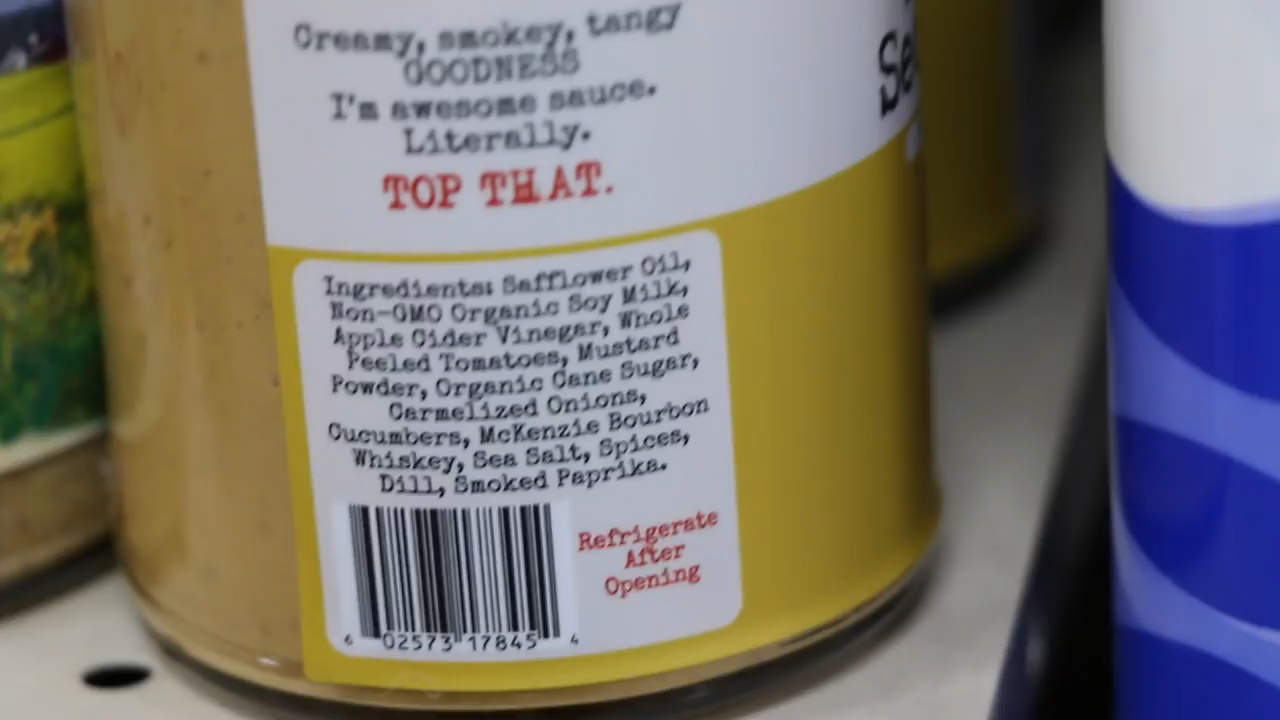 Creamy, smokey, tangy
GOODNESS
I'm awesome sauce.
Literally.
TOP THAT.
Ingredients: Safflower Oil,
Non-GMO Organic Soy Milk,
Apple Cider Vinegar, Whole
Peeled Tomatoes, Mustard
Powder, Organic Cane Sugar,
Carmelized Onions,
Cucumbers, McKenzie Bourbon
Whiskey, Sea Salt, Spices,
Dill, Smoked Paprika.
Refrigerate
After
Opening
6 02573 17845 4